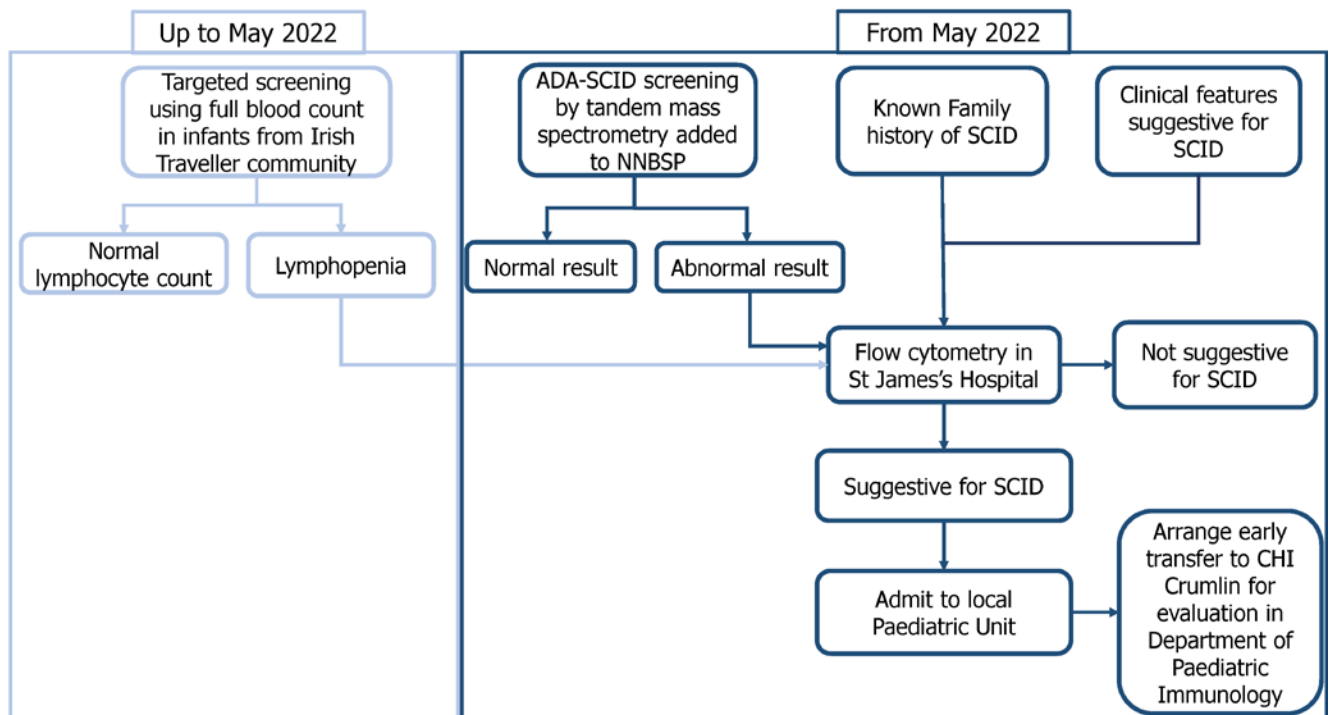 Up to May 2022
Targeted screening
using full blood count
in infants from Irish
Traveller community
Normal
lymphocyte count
Lymphopenia
From May 2022
ADA-SCID screening
by tandem mass
spectrometry added
to NNBSP
Known Family
history of SCID
Clinical features
suggestive for
SCID
Normal result
Abnormal result
Flow cytometry in
St James's Hospital
Not suggestive
for SCID
Suggestive for SCID
Admit to local
Paediatric Unit
Arrange early
transfer to CHI
Crumlin for
evaluation in
Department of
Paediatric
Immunology